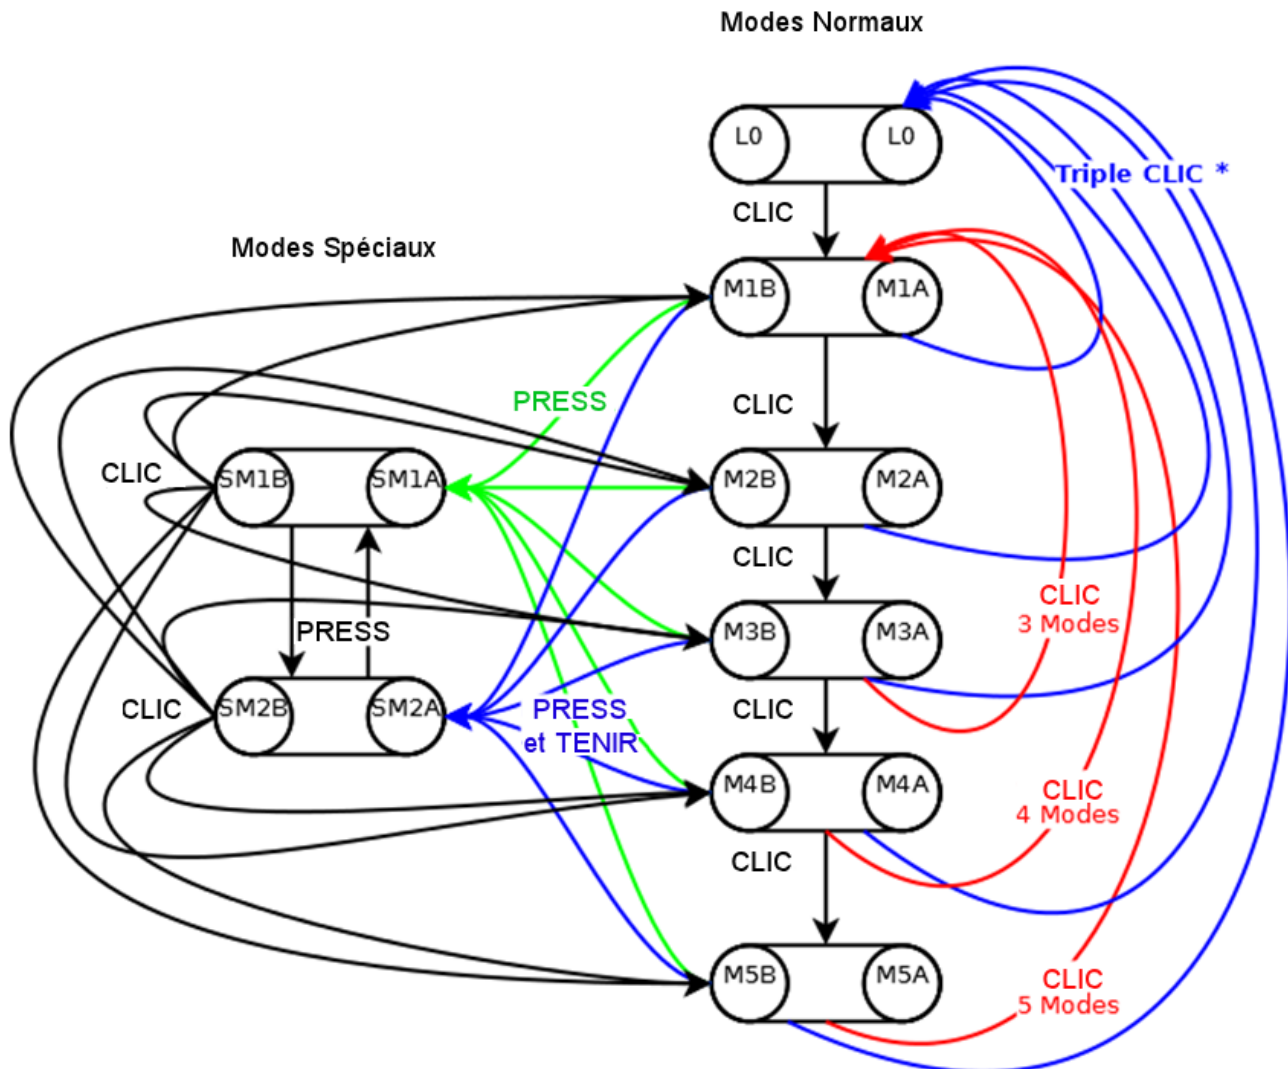 Modes Normaux
L0 L0
Triple CLIC *
CLIC
Modes Spéciaux
M1B M1A
PRESS
CLIC
CLIC
SM1B SM1A
M2B M2A
CLIC
CLIC
3 Modes
PRESS
M3B M3A
CLIC
SM2B SM2A
PRESS
et TENIR
CLIC
M4B M4A
CLIC
4 Modes
CLIC
M5B M5A
CLIC
5 Modes